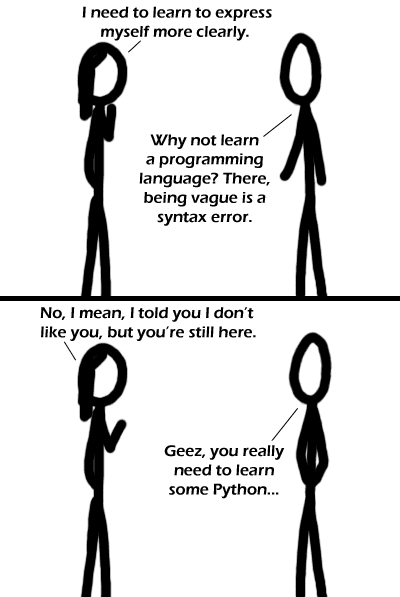 I need to learn to express
myself more clearly.
Why not learn
a programming
language? There,
being vague is a
syntax error.
No, I mean, I told you I don't
like you, but you're still here.
Geez, you really
need to learn
some Python...